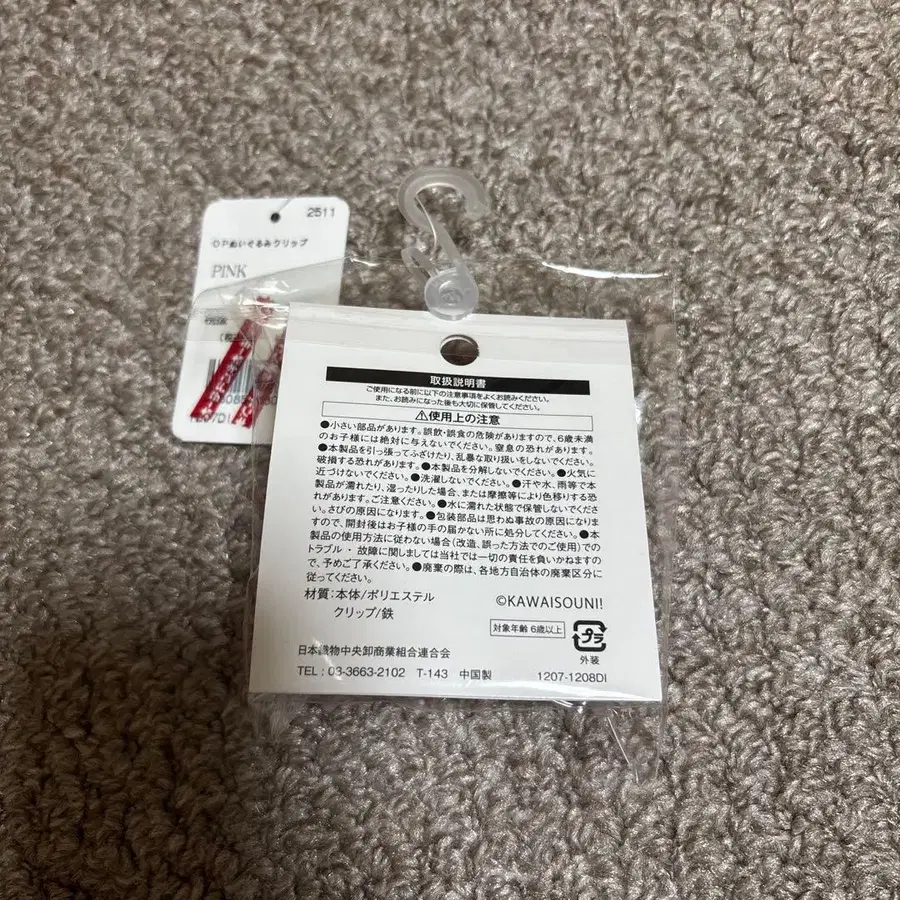 2511
OPぬいぐるみクリップ
PINK
1207DI
取扱説明書
ご使用になる前に以下の注意事項をよくお読みください。
また、お読みになった後も大切に保管してください。
⚠使用上の注意
●小さい部品があります。誤飲・誤食の危険がありますので、6歳未満
のお子様には絶対に与えないでください。窒息の恐れがあります。
●本製品を引っ張ってふざけたり、乱暴な取り扱いをしないでください。
破損する恐れがあります。●本製品を分解しないでください。●火気に
近づけないでください。●洗濯しないでください。●汗や水、雨等で本
製品が濡れたり、湿ったりした場合、または摩擦等により色移りする恐
れがあります。ご注意ください。●水に濡れた状態で保管しないでくださ
い。さびの原因になります。●包装部品は思わぬ事故の原因になりま
すので、開封後はお子様の手の届かない所に処分してください。●本
製品の使用方法に従わない場合(改造、誤った方法でのご使用)での
トラブル・故障に関しましては当社では一切の責任を負いかねますの
で、予めご了承ください。●廃棄の際は、各地方自治体の廃棄区分に
従ってください。
材質:本体/ポリエステル
クリップ/鉄
©KAWAISOUNI!
対象年齢 6歳以上
プラ
外装
日本織物中央卸商業組合連合会
TEL:03-3663-2102 T-143 中国製
1207-1208DI